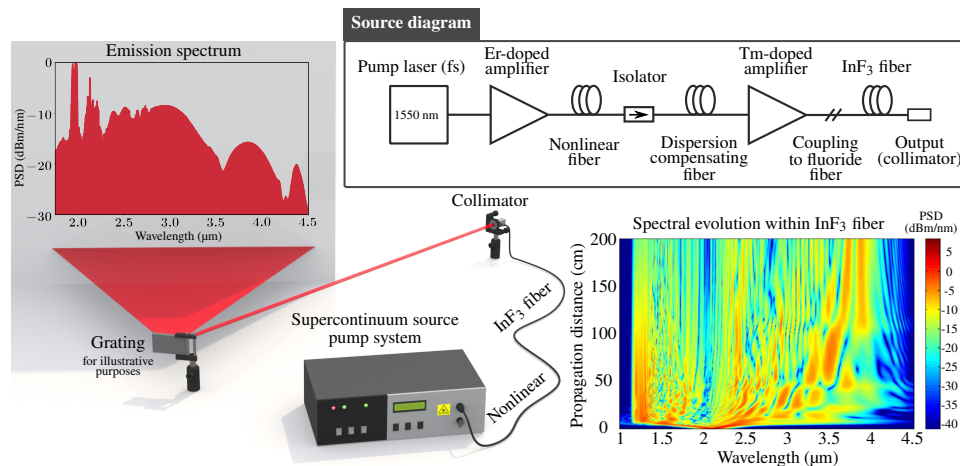 Source diagram
Emission spectrum
0
−10
−20
−30
PSD (dBm/nm)
2.0
2.5
3.0
3.5
4.0
4.5
Wavelength (μm)
Pump laser (fs)
1550 nm
Er-doped
amplifier
Nonlinear
fiber
Isolator
Dispersion
compensating
fiber
Tm-doped
amplifier
Coupling
to fluoride
fiber
InF₃ fiber
Output
(collimator)
Collimator
Grating
for illustrative
purposes
Supercontinuum source
pump system
Nonlinear
InF₃ fiber
Spectral evolution within InF₃ fiber
PSD
(dBm/nm)
200
150
100
50
0
Propagation distance (cm)
1
1.5
2
2.5
3
3.5
4
4.5
Wavelength (μm)
5
0
-5
-10
-15
-20
-25
-30
-35
-40